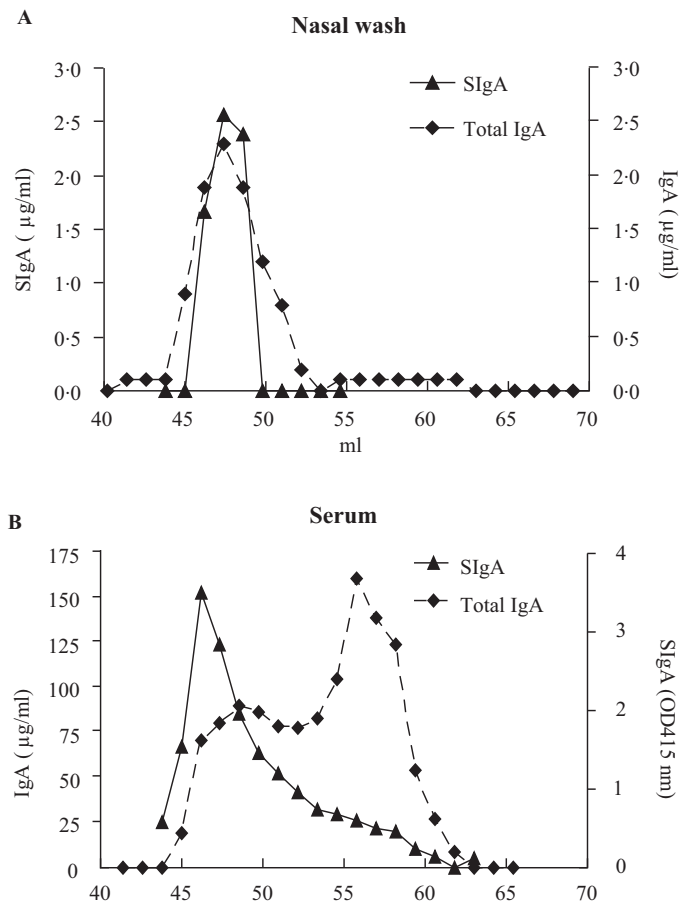 A
Nasal wash
3·0
2·5
2·0
1·5
1·0
0·5
0·0
SIgA ( µg/ml)
SIgA
Total IgA
3·0
2·5
2·0
1·5
1·0
0·5
0·0
IgA ( µg/ml)
40 45 50 55 60 65 70
ml
B
Serum
175
150
125
100
75
50
25
0
IgA ( µg/ml)
SIgA
Total IgA
4
3
2
1
0
SIgA (OD415 nm)
40 45 50 55 60 65 70